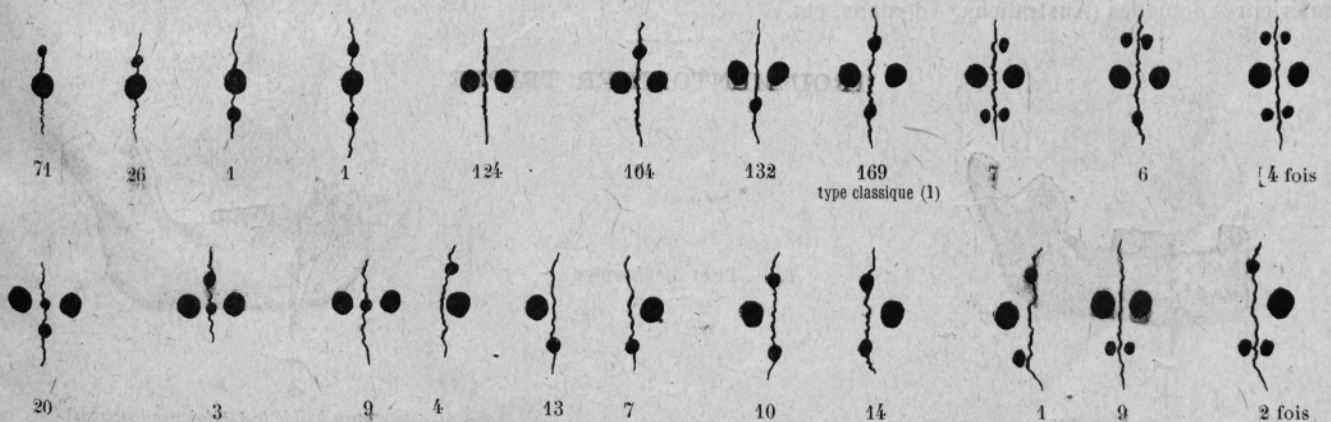 71 26 1 1 124 104 132 169 7 6 4 fois
type classique (1)
20 3 9 4 13 7 10 14 1 9 2 fois